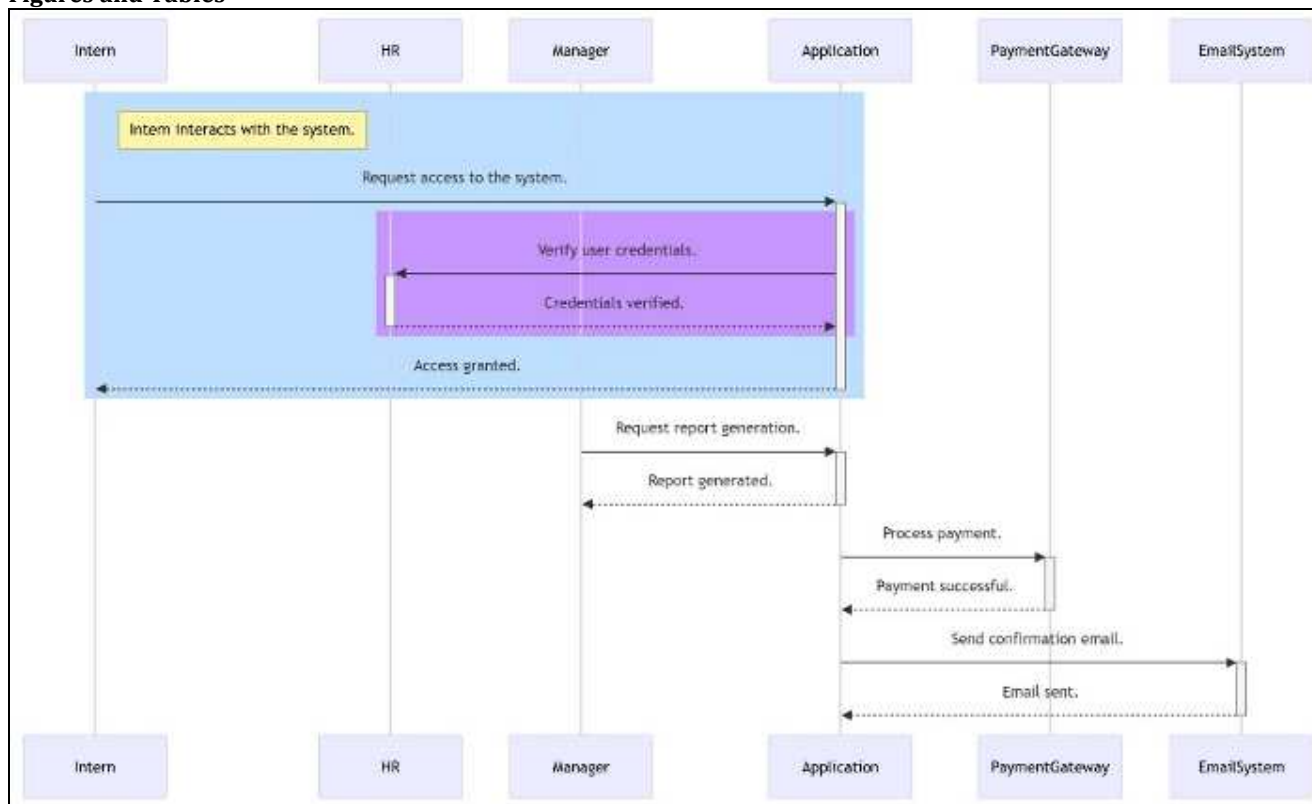 Figures and Tables
Intern HR Manager Application PaymentGateway EmailSystem
Intern interacts with the system.
Request access to the system.
Verify user credentials.
Credentials verified.
Access granted.
Request report generation.
Report generated.
Process payment.
Payment successful.
Send confirmation email.
Email sent.
Intern HR Manager Application PaymentGateway EmailSystem